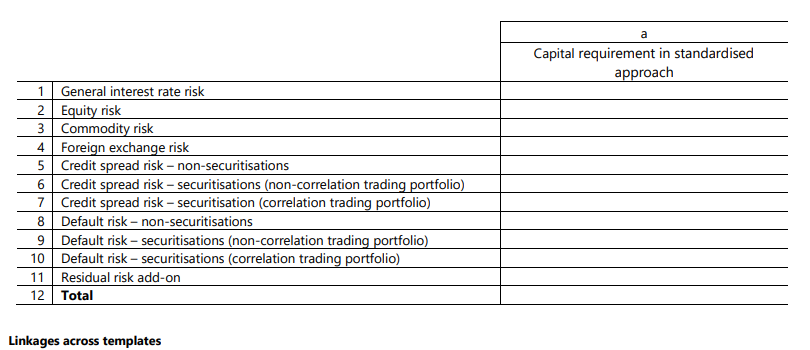 a
Capital requirement in standardised
approach
1 General interest rate risk
2 Equity risk
3 Commodity risk
4 Foreign exchange risk
5 Credit spread risk – non-securitisations
6 Credit spread risk – securitisations (non-correlation trading portfolio)
7 Credit spread risk – securitisation (correlation trading portfolio)
8 Default risk – non-securitisations
9 Default risk – securitisations (non-correlation trading portfolio)
10 Default risk – securitisations (correlation trading portfolio)
11 Residual risk add-on
12 Total
Linkages across templates